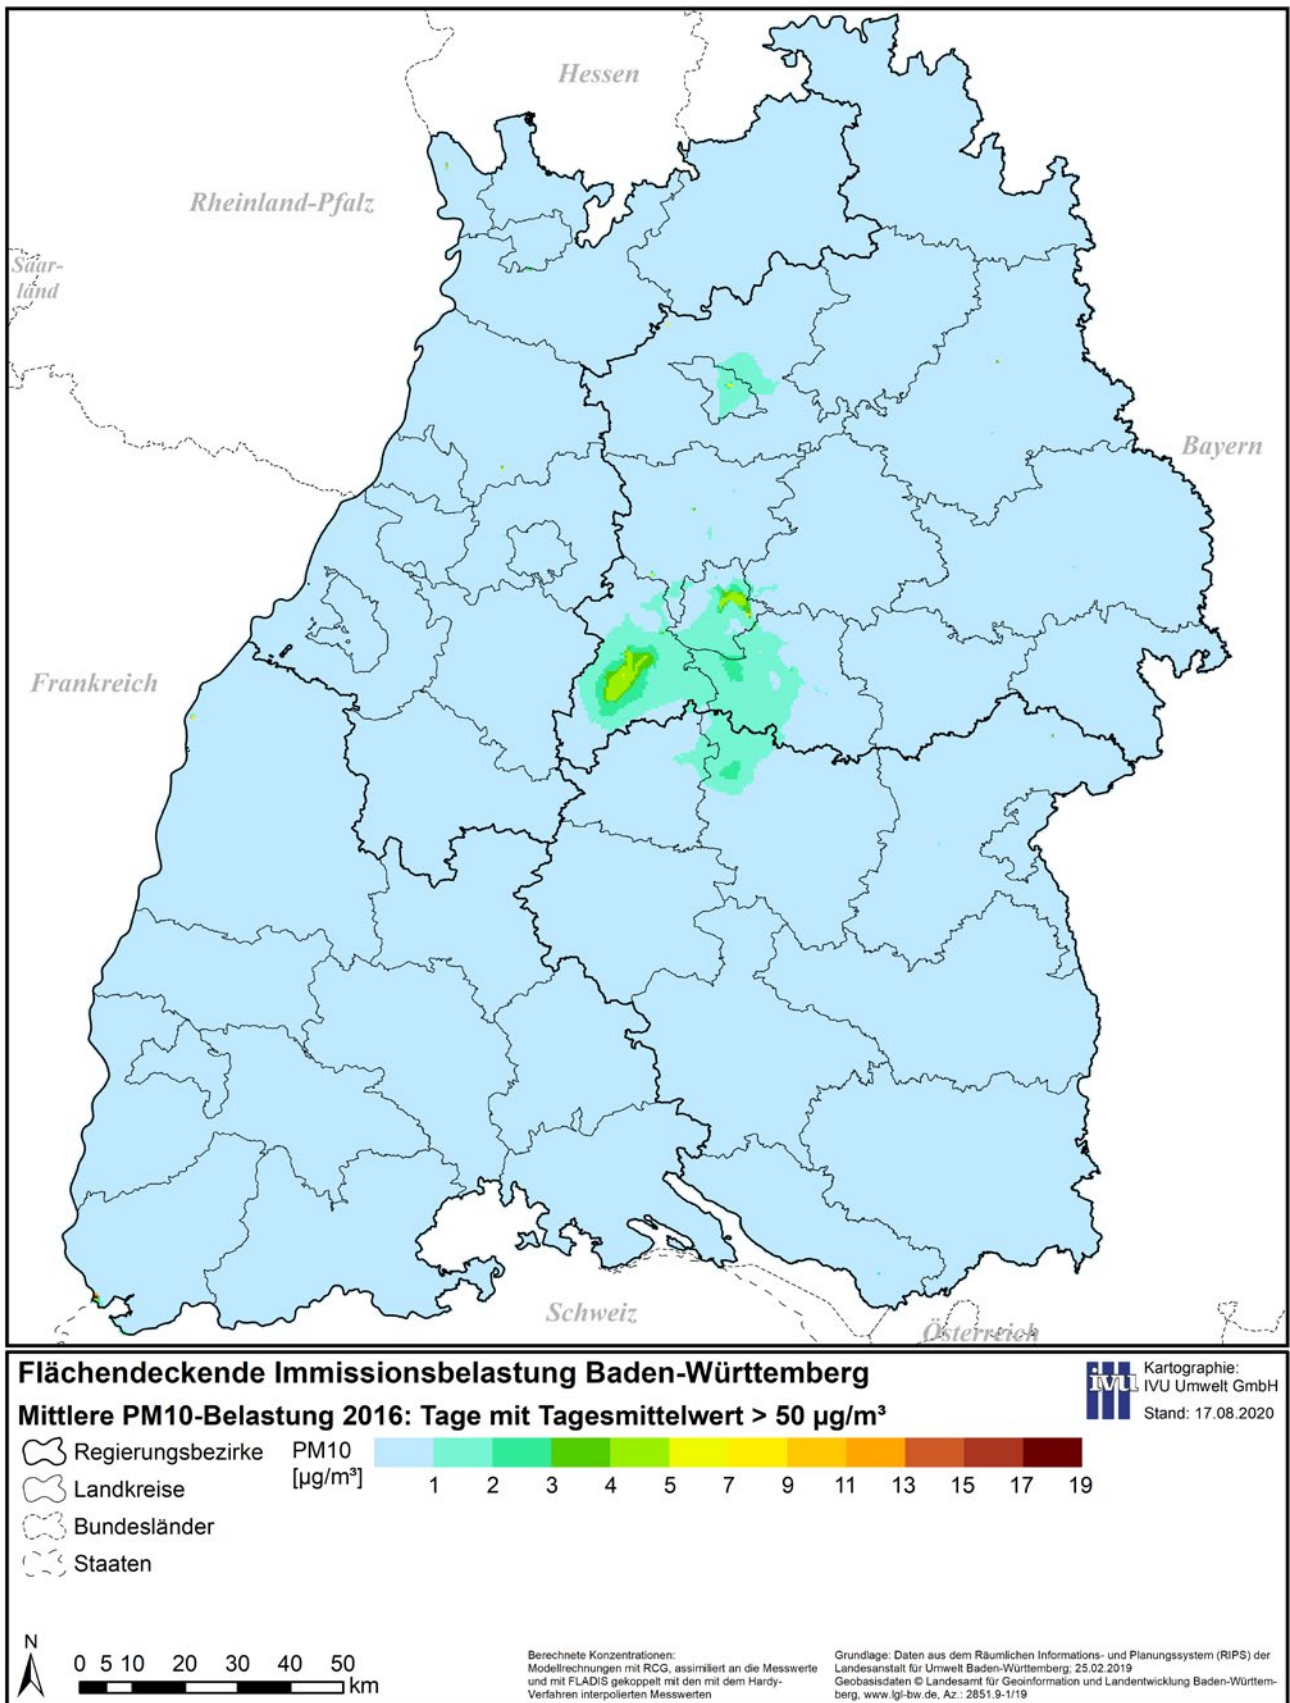 Hessen
Rheinland-Pfalz
Saar-
land
Bayern
Frankreich
Schweiz
Österreich
Flächendeckende Immissionsbelastung Baden-Württemberg
Mittlere PM10-Belastung 2016: Tage mit Tagesmittelwert > 50 µg/m³
ivu
Kartographie:
IVU Umwelt GmbH
Stand: 17.08.2020
Regierungsbezirke
Landkreise
Bundesländer
Staaten
PM10
[µg/m³]
1 2 3 4 5 7 9 11 13 15 17 19
N
0 5 10 20 30 40 50
km
Berechnete Konzentrationen:
Modellrechnungen mit RCG, assimiliert an die Messwerte
und mit FLADIS gekoppelt mit den mit dem Hardy-
Verfahren interpolierten Messwerten
Grundlage: Daten aus dem Räumlichen Informations- und Planungssystem (RIPS) der
Landesanstalt für Umwelt Baden-Württemberg; 25.02.2019
Geobasisdaten © Landesamt für Geoinformation und Landentwicklung Baden-Württem-
berg, www.lgl-bw.de, Az.: 2851.9-1/19